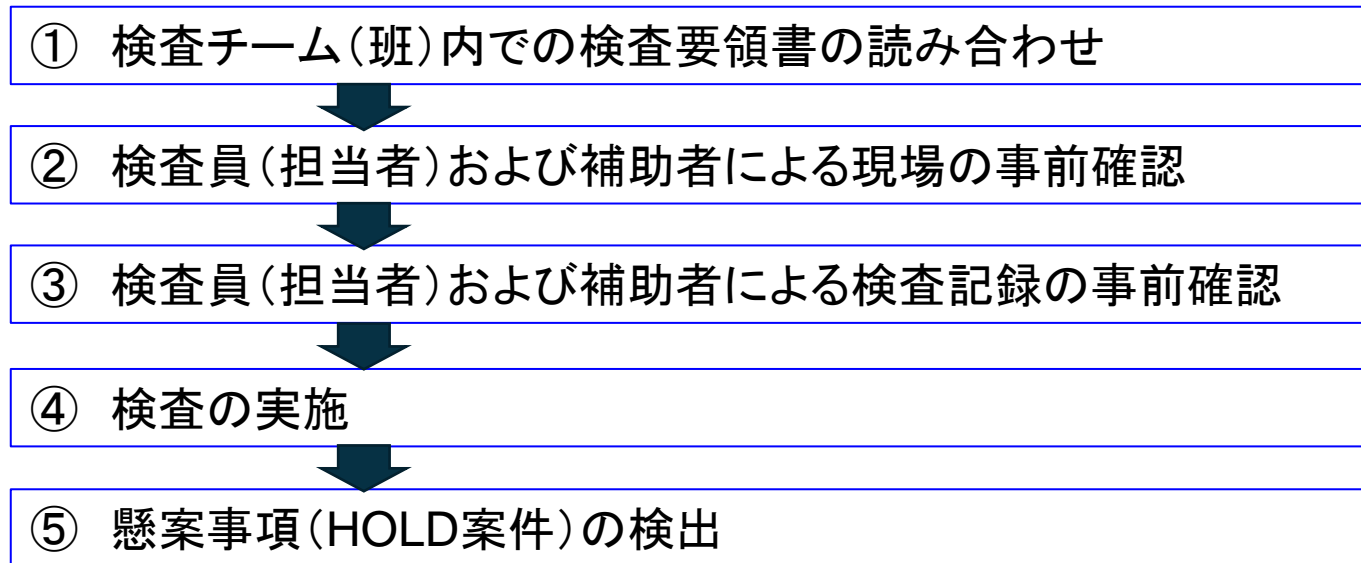 ① 検査チーム（班）内での検査要領書の読み合わせ
② 検査員（担当者）および補助者による現場の事前確認
③ 検査員（担当者）および補助者による検査記録の事前確認
④ 検査の実施
⑤ 懸案事項（HOLD案件）の検出